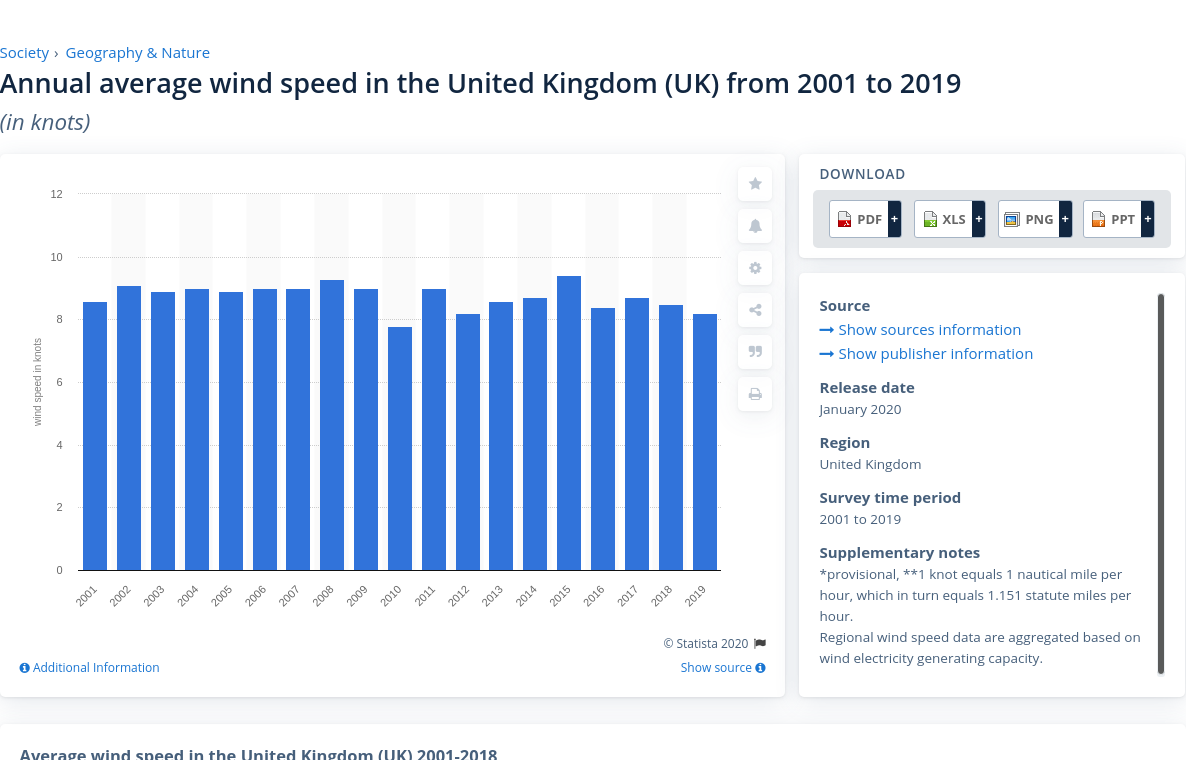 Society › Geography & Nature
Annual average wind speed in the United Kingdom (UK) from 2001 to 2019
(in knots)
12
10
8
6
4
2
0
wind speed in knots
2001 2002 2003 2004 2005 2006 2007 2008 2009 2010 2011 2012 2013 2014 2015 2016 2017 2018 2019
© Statista 2020
Additional Information
Show source
DOWNLOAD
PDF + XLS + PNG + PPT +
Source
Show sources information
Show publisher information
Release date
January 2020
Region
United Kingdom
Survey time period
2001 to 2019
Supplementary notes
*provisional, **1 knot equals 1 nautical mile per
hour, which in turn equals 1.151 statute miles per
hour.
Regional wind speed data are aggregated based on
wind electricity generating capacity.
Average wind speed in the United Kingdom (UK) 2001-2018